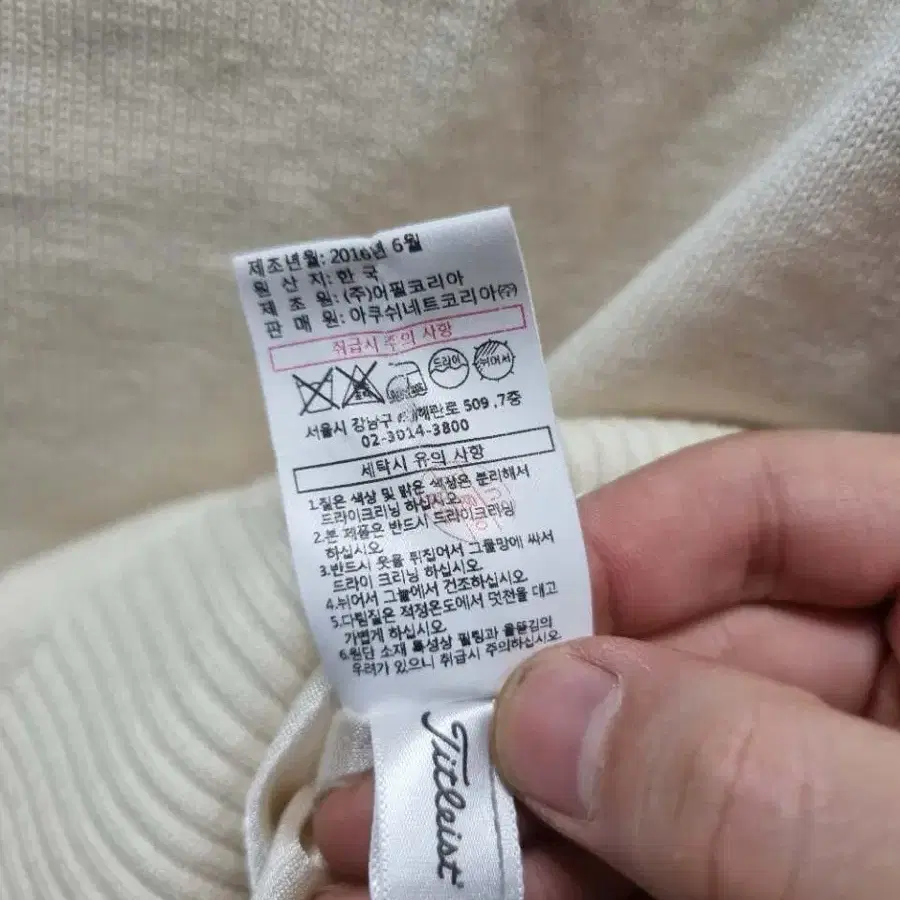 제조년월: 2016년 6월
원 산 지: 한 국
제 조 원: (주)어필코리아
판 매 원: 아쿠쉬네트코리아(주)
취급시 주의 사항
드라이 뉘어서
서울시 강남구 해란로 509 .7층
02-3014-3800
세탁시 유의 사항
1.짙은 색상 및 밝은 색상은 분리해서
드라이크리닝 하십시오
2.본 제품은 반드시 드라이크리닝
하십시오
3.반드시 옷을 뒤집어서 그물망에 싸서
드라이 크리닝 하십시오.
4.뉘어서 그늘에서 건조하십시오
5.다림질은 적정온도에서 덧천을 대고
가볍게 하십시오.
6.원단 소재 특성상 필링과 올뜯김의
우려가 있으니 취급시 주의하십시오
Titleist